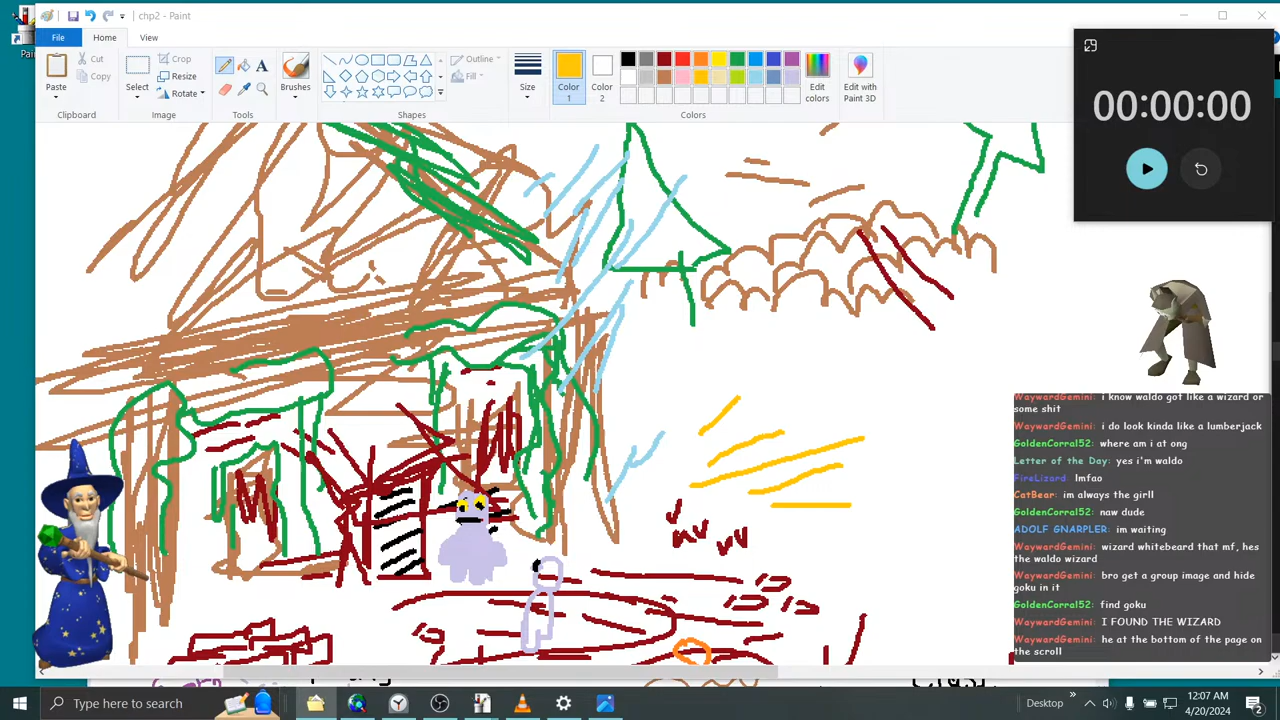 chp2 - Paint
File
Home
View
Paste
Cut
Copy
Clipboard
Select
Crop
Resize
Rotate
Image
A
Tools
Brushes
Outline
Fill
Shapes
Size
Color
1
Color
2
Edit
colors
Edit with
Paint 3D
Colors
00:00:00
WaywardGemini: i know waldo got like a wizard or
some shit
WaywardGemini: i do look kinda like a lumberjack
GoldenCorral52: where am i at ong
Letter of the Day: yes i'm waldo
FireLizard: lmfao
CatBear: im always the girll
GoldenCorral52: naw dude
ADOLF GNARPLER: im waiting
WaywardGemini: wizard whitebeard that mf, hes
the waldo wizard
WaywardGemini: bro get a group image and hide
goku in it
GoldenCorral52: find goku
WaywardGemini: I FOUND THE WIZARD
WaywardGemini: he at the bottom of the page on
the scroll
Type here to search
Desktop
12:07 AM
4/20/2024
2